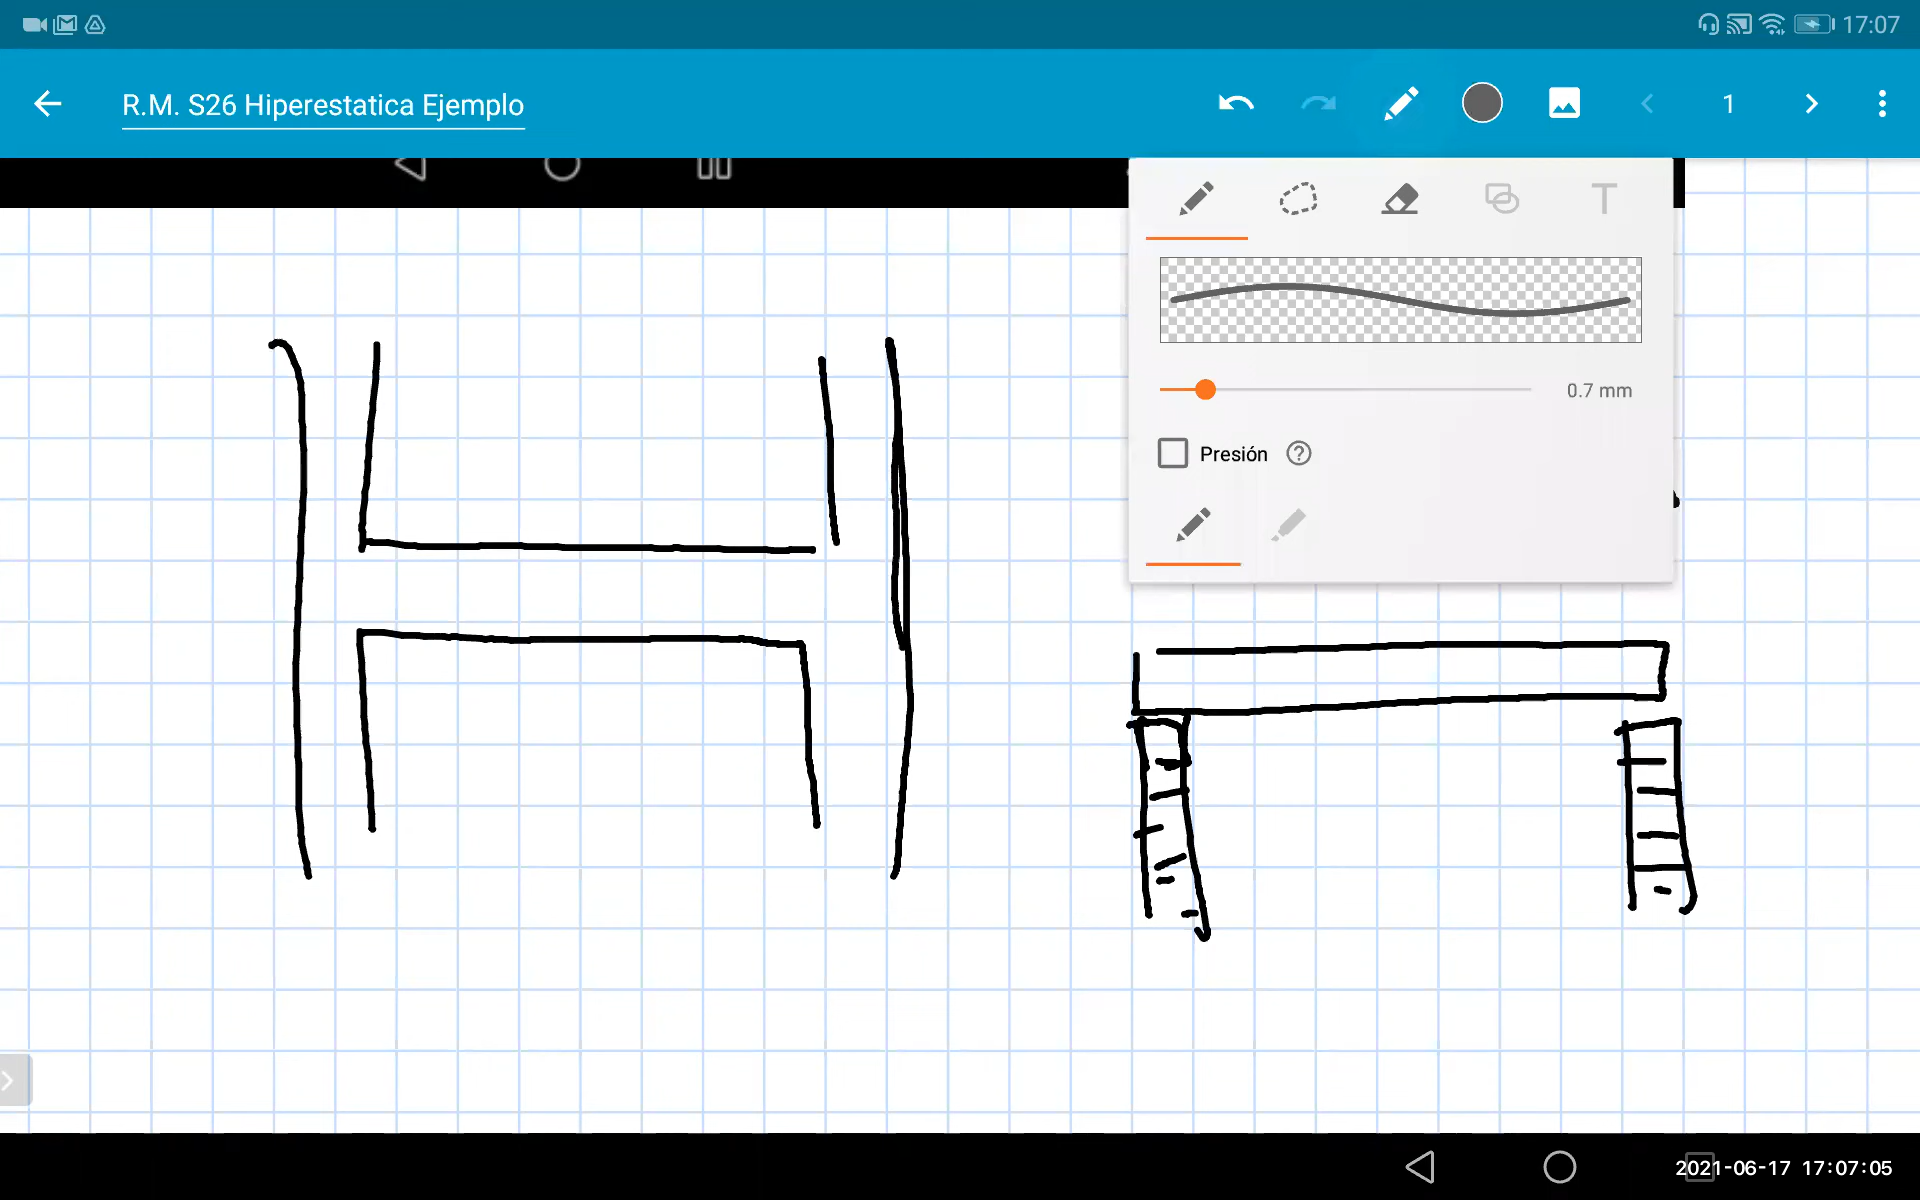 17:07
R.M. S26 Hiperestatica Ejemplo
1
T
0.7 mm
Presión ?
2021-06-17 17:07:05